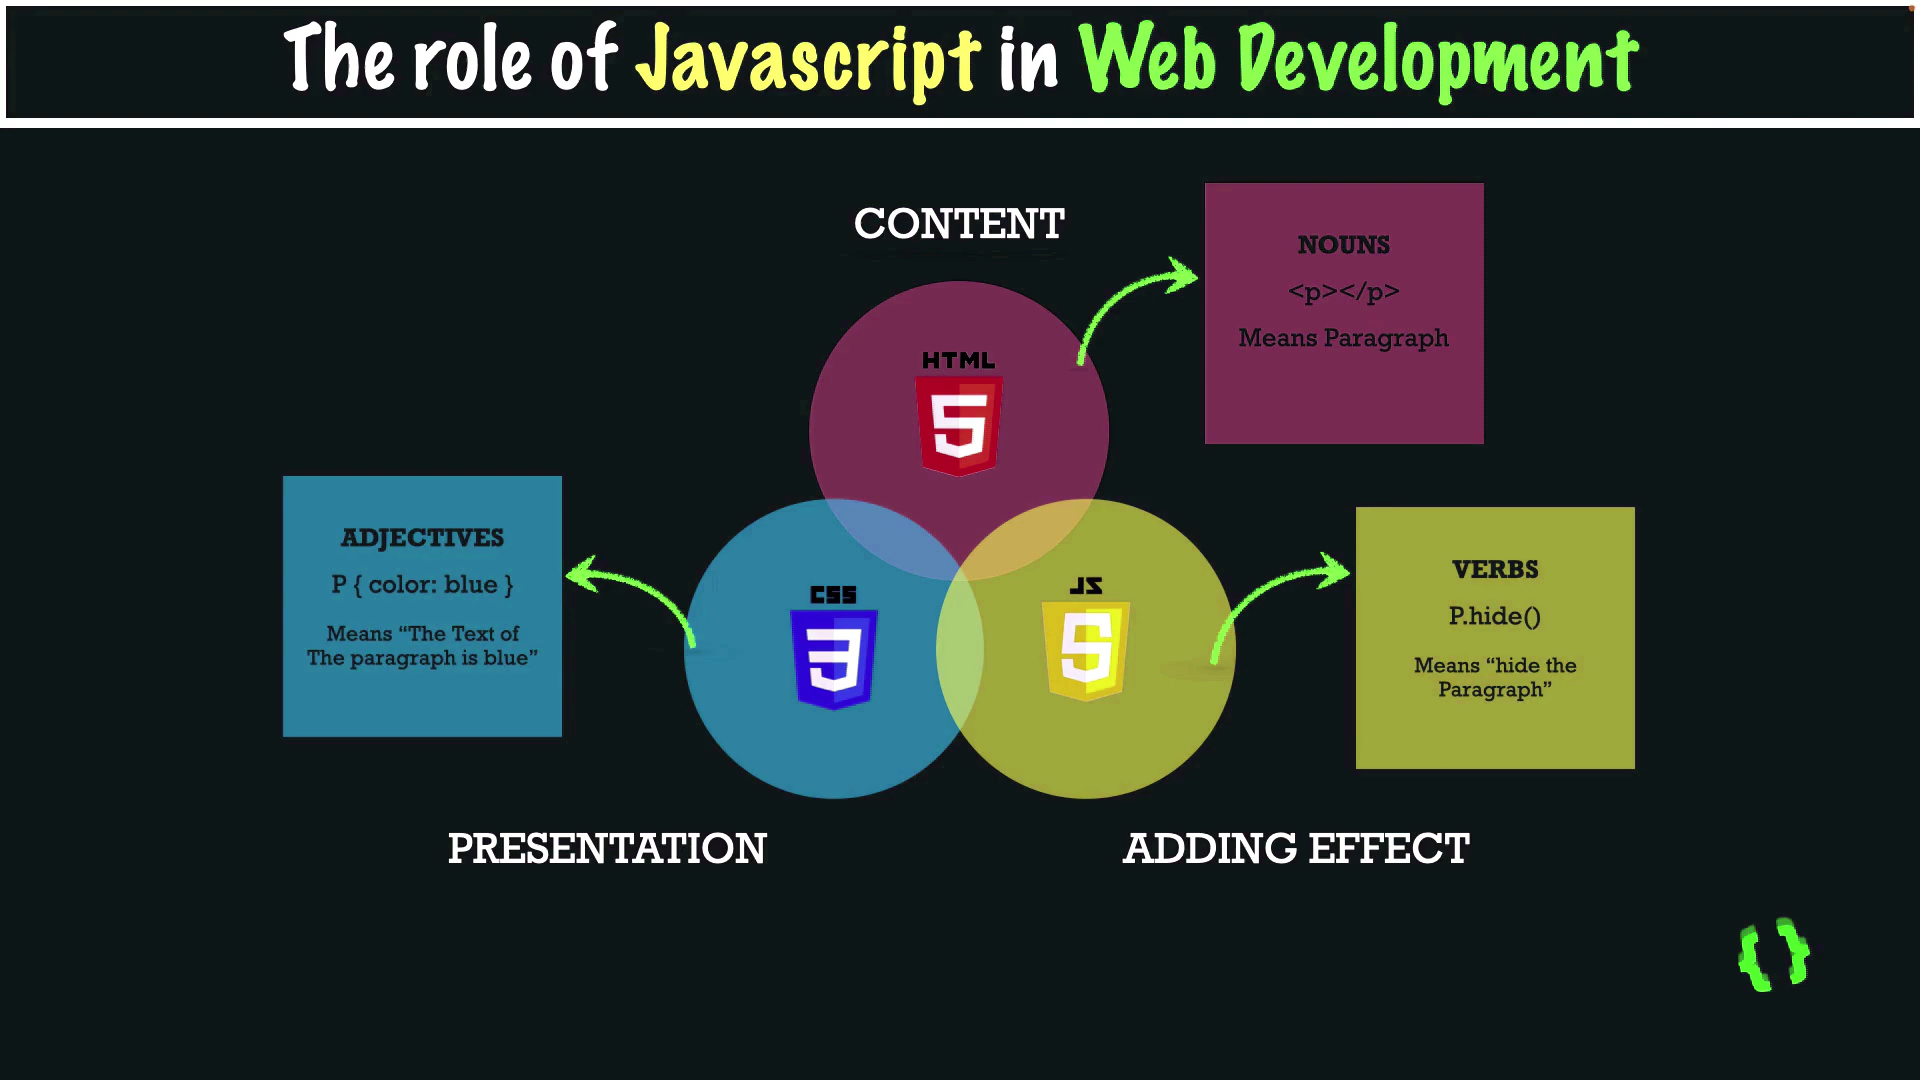 The role of Javascript in Web Development
CONTENT
NOUNS
<p></p>
Means Paragraph
HTML
5
ADJECTIVES
P { color: blue }
Means “The Text of
The paragraph is blue”
CSS
3
JS
5
VERBS
P.hide()
Means “hide the
Paragraph”
PRESENTATION
ADDING EFFECT
{ }